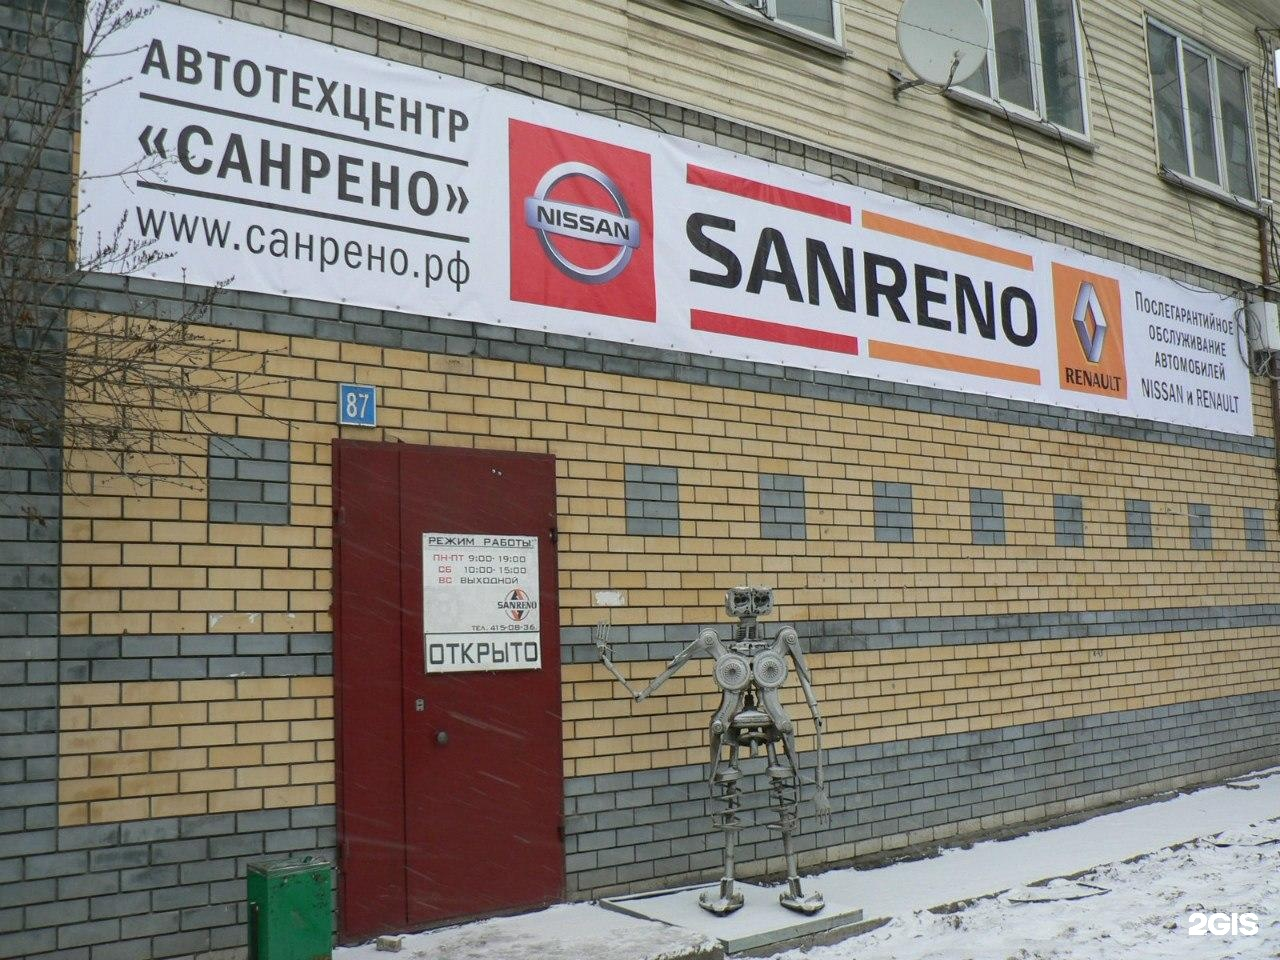 АВТОТЕХЦЕНТР
«САНРЕНО»
www.санрено.рф
NISSAN
SANRENO
RENAULT
Послегарантийное
обслуживание
автомобилей
NISSAN и RENAULT
87
РЕЖИМ РАБОТЫ:
ПН-ПТ 9:00-19:00
СБ 10:00-15:00
ВС ВЫХОДНОЙ
SANRENO
ТЕЛ. 415-08-36
ОТКРЫТО
2GIS